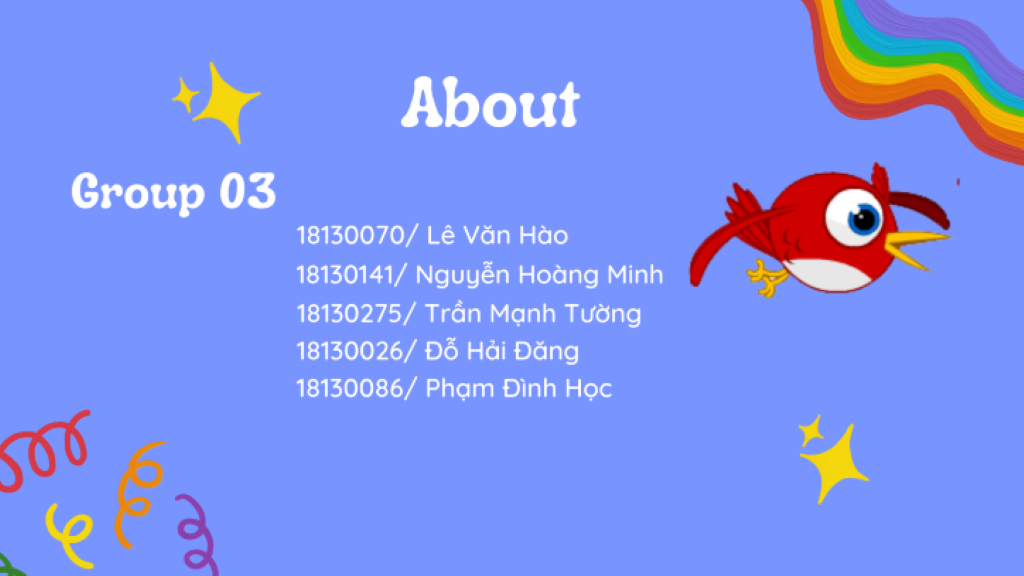 About
Group 03
18130070/ Lê Văn Hào
18130141/ Nguyễn Hoàng Minh
18130275/ Trần Mạnh Tường
18130026/ Đỗ Hải Đăng
18130086/ Phạm Đình Học